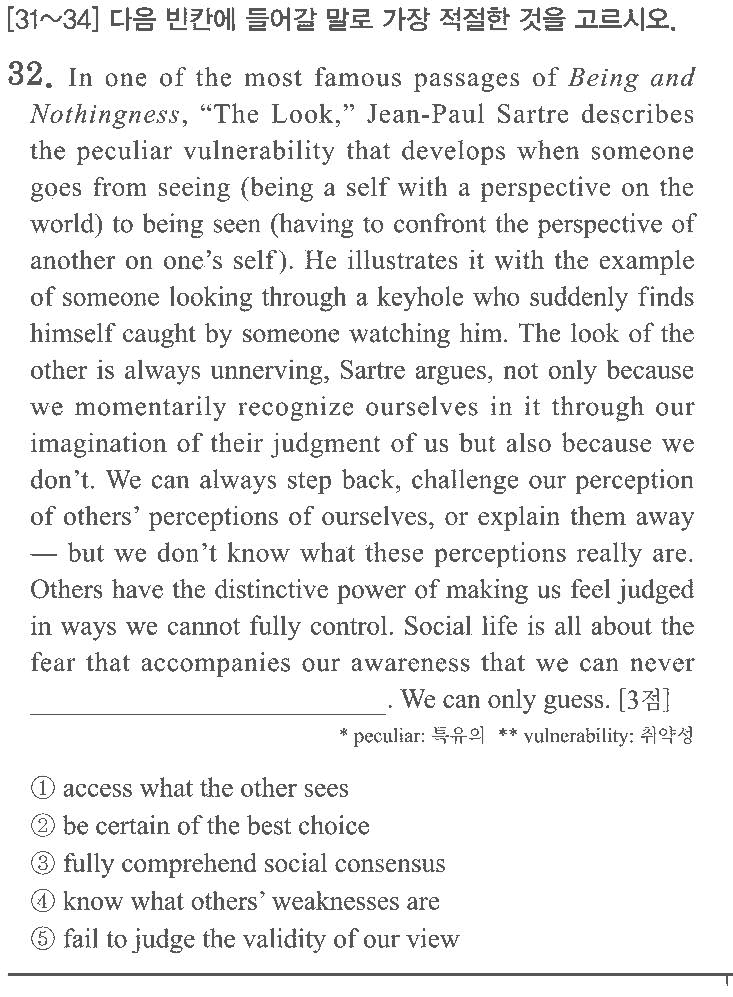 [31～34] 다음 빈칸에 들어갈 말로 가장 적절한 것을 고르시오.
32. In one of the most famous passages of Being and
Nothingness, “The Look,” Jean-Paul Sartre describes
the peculiar vulnerability that develops when someone
goes from seeing (being a self with a perspective on the
world) to being seen (having to confront the perspective of
another on one’s self). He illustrates it with the example
of someone looking through a keyhole who suddenly finds
himself caught by someone watching him. The look of the
other is always unnerving, Sartre argues, not only because
we momentarily recognize ourselves in it through our
imagination of their judgment of us but also because we
don’t. We can always step back, challenge our perception
of others’ perceptions of ourselves, or explain them away
— but we don’t know what these perceptions really are.
Others have the distinctive power of making us feel judged
in ways we cannot fully control. Social life is all about the
fear that accompanies our awareness that we can never
____________________. We can only guess. [3점]
* peculiar: 특유의 ** vulnerability: 취약성
① access what the other sees
② be certain of the best choice
③ fully comprehend social consensus
④ know what others’ weaknesses are
⑤ fail to judge the validity of our view